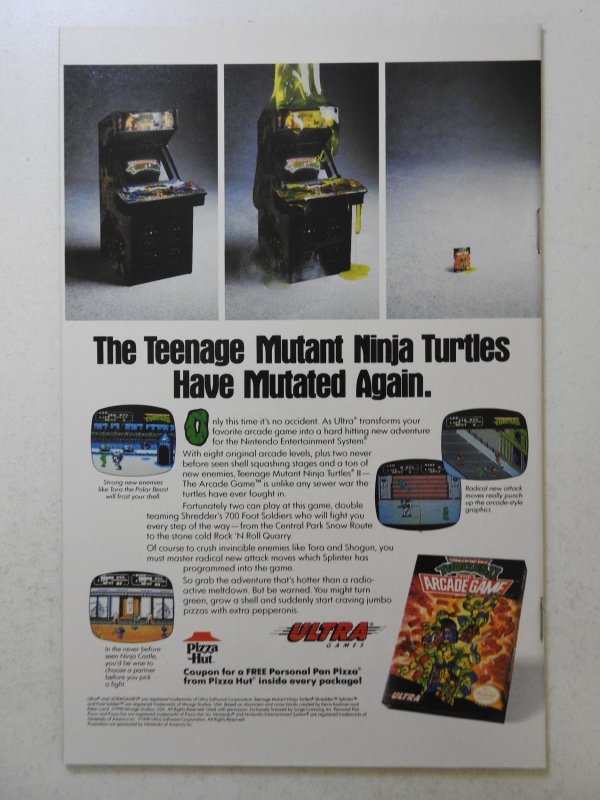 The Teenage Mutant Ninja Turtles
Have Mutated Again.
Only this time it's no accident. As Ultra® transforms your
favorite arcade game into a hard hitting new adventure
for the Nintendo Entertainment System.®
With eight original arcade levels, plus two never
before seen shell squashing stages and a ton of
new enemies, Teenage Mutant Ninja Turtles® II—
The Arcade Game™ is unlike any sewer war the
turtles have ever fought in.
Fortunately two can play at this game, double
teaming Shredder's 700 Foot Soldiers who will fight you
every step of the way—from the Central Park Snow Route
to the stone cold Rock 'N Roll Quarry.
Of course to crush invincible enemies like Tora and Shogun, you
must master radical new attack moves which Splinter has
programmed into the game.
So grab the adventure that's hotter than a radio-
active meltdown. But be warned. You might turn
green, grow a shell and suddenly start craving jumbo
pizzas with extra pepperonis.
Strong new enemies
like Tora the Polar Beast
will frost your shell.
Radical new attack
moves really punch
up the arcade-style
graphics.
In the never before
seen Ninja Castle,
you'd be wise to
choose a partner
before you pick
a fight.
Pizza
Hut
ULTRA
GAMES
Coupon for a FREE Personal Pan Pizza®
from Pizza Hut® inside every package!
TURTLES
ARCADE GAME
ULTRA